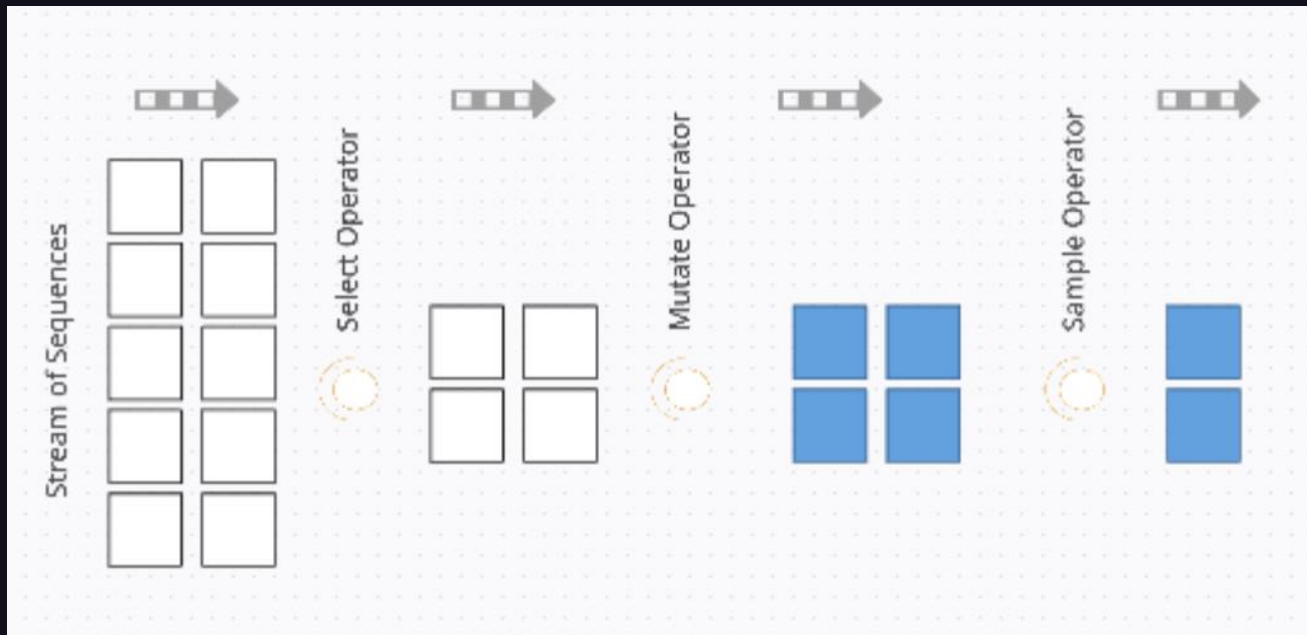 Stream of Sequences
Select Operator
Mutate Operator
Sample Operator